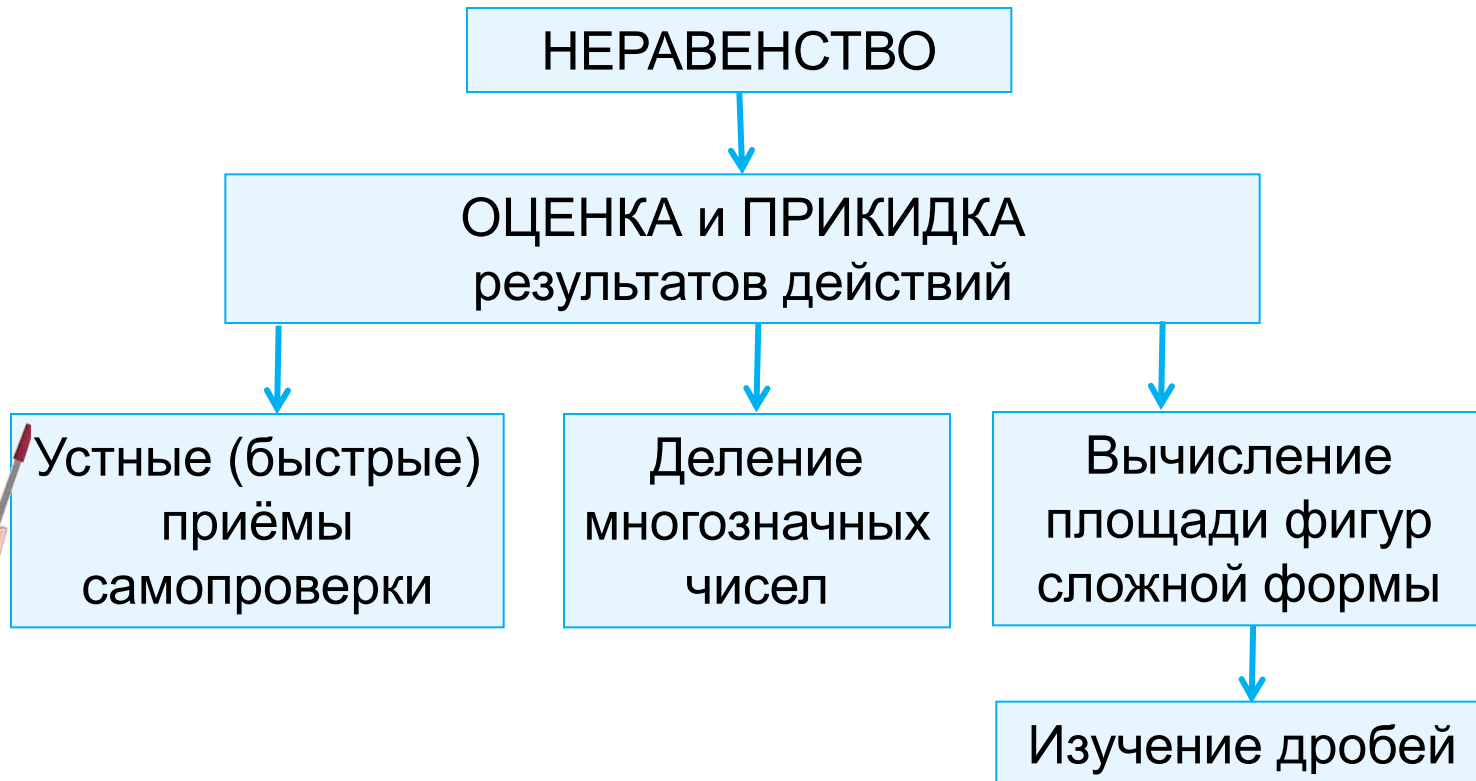 НЕРАВЕНСТВО
ОЦЕНКА и ПРИКИДКА
результатов действий
Устные (быстрые)
приёмы
самопроверки
Деление
многозначных
чисел
Вычисление
площади фигур
сложной формы
Изучение дробей